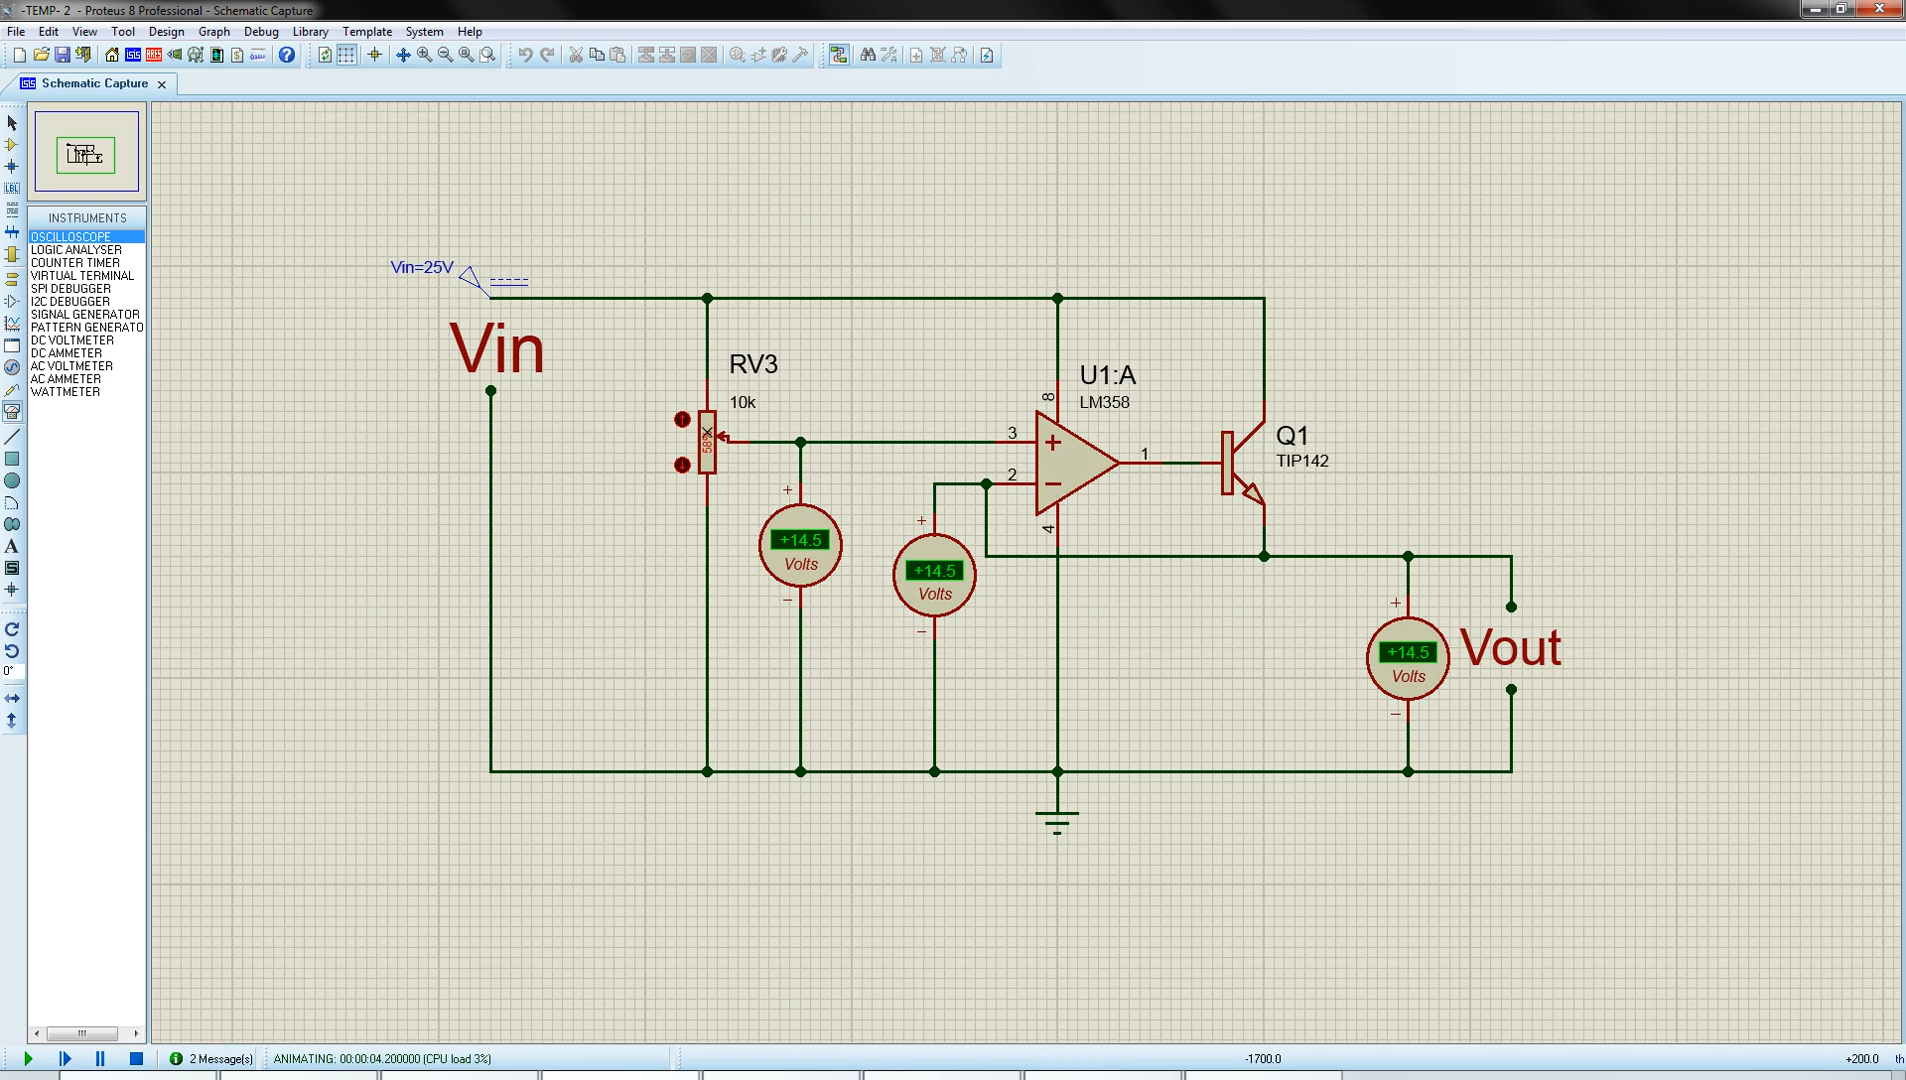 -TEMP- 2 - Proteus 8 Professional - Schematic Capture
File Edit View Tool Design Graph Debug Library Template System Help
Schematic Capture
LBL
A
S
0°
INSTRUMENTS
OSCILLOSCOPE
LOGIC ANALYSER
COUNTER TIMER
VIRTUAL TERMINAL
SPI DEBUGGER
I2C DEBUGGER
SIGNAL GENERATOR
PATTERN GENERATO
DC VOLTMETER
DC AMMETER
AC VOLTMETER
AC AMMETER
WATTMETER
Vin=25V
Vin
RV3
10k
58%
U1:A
LM358
8
3
2
1
4
+
−
Q1
TIP142
+
+14.5
Volts
−
+
+14.5
Volts
−
+
+14.5
Volts
−
Vout
2 Message(s)
ANIMATING: 00:00:04.200000 (CPU load 3%)
-1700.0
+200.0
th